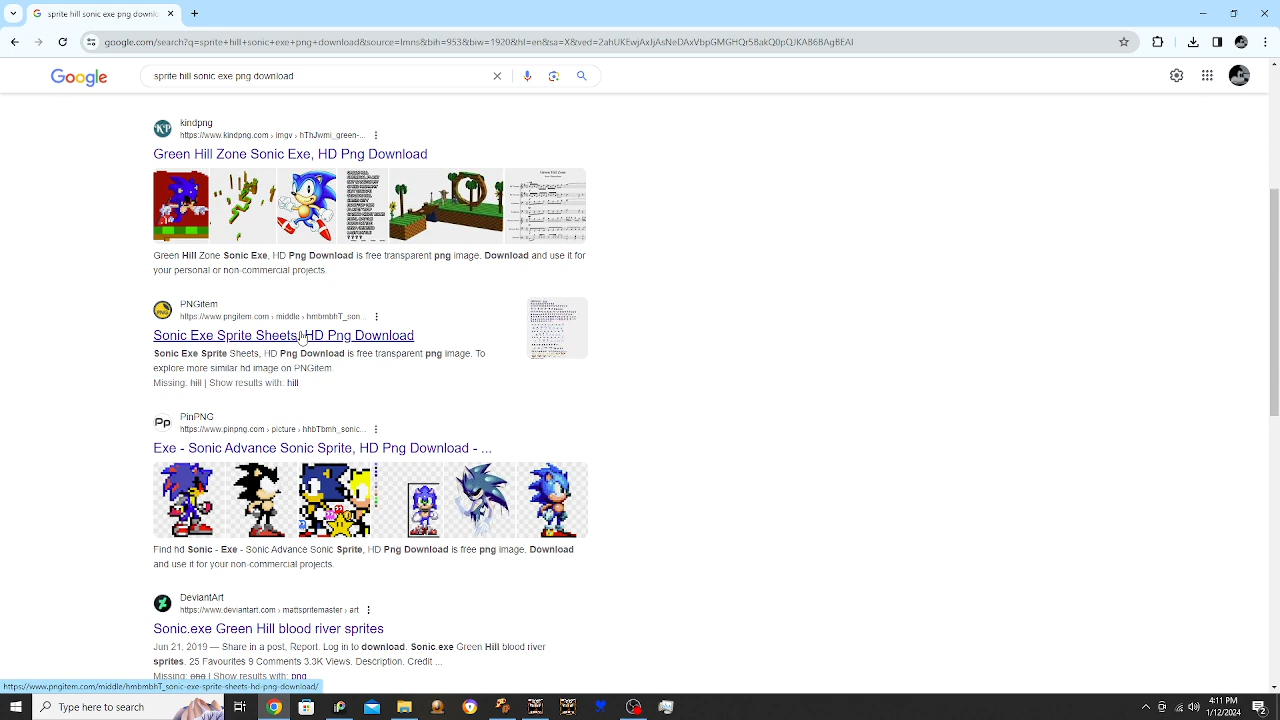 sprite hill sonic exe png downlo
google.com/search?q=sprite+hill+sonic+exe+png+download&source=lmns&bih=953&biw=1920&hl=en&sa=X&ved=2ahUKEwjAxJjAsNeDAxVbpGMGHQr5BakQ0pQJKAB6BAgBEAI
Google
sprite hill sonic exe png download
kindpng
https://www.kindpng.com › imgv › hThJwmi_green-...
Green Hill Zone Sonic Exe, HD Png Download
Green Hill Zone
Green Hill Zone Sonic Exe, HD Png Download is free transparent png image. Download and use it for
your personal or non-commercial projects.
PNGitem
https://www.pngitem.com › middle › hmbmbhT_son...
Sonic Exe Sprite Sheets, HD Png Download
Sonic Exe Sprite Sheets, HD Png Download is free transparent png image. To
explore more similar hd image on PNGitem.
Missing: hill | Show results with: hill
PinPNG
https://www.pinpng.com › picture › hhbTbmh_sonic...
Exe - Sonic Advance Sonic Sprite, HD Png Download - ...
Find hd Sonic - Exe - Sonic Advance Sonic Sprite, HD Png Download is free png image. Download
and use it for your non-commercial projects.
DeviantArt
https://www.deviantart.com › mattspritemaster › art
Sonic.exe Green Hill blood river sprites
Jun 21, 2019 — Share in a post, Report. Log in to download. Sonic.exe Green Hill blood river
sprites. 25 Favourites 9 Comments 3.3K Views. Description. Credit ...
Missing: png | Show results with: png
https://www.pngitem.com/middle/hmbmbhT_sonic-exe-sprite-sheets-hd-png-download/
Type here to search
4:11 PM
1/12/2024